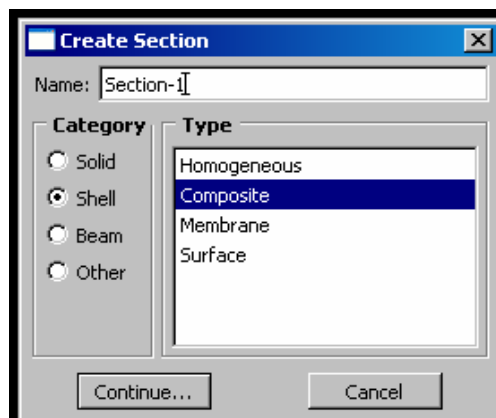 Create Section
Name: Section-1
Category
Solid
Shell
Beam
Other
Type
Homogeneous
Composite
Membrane
Surface
Continue...
Cancel